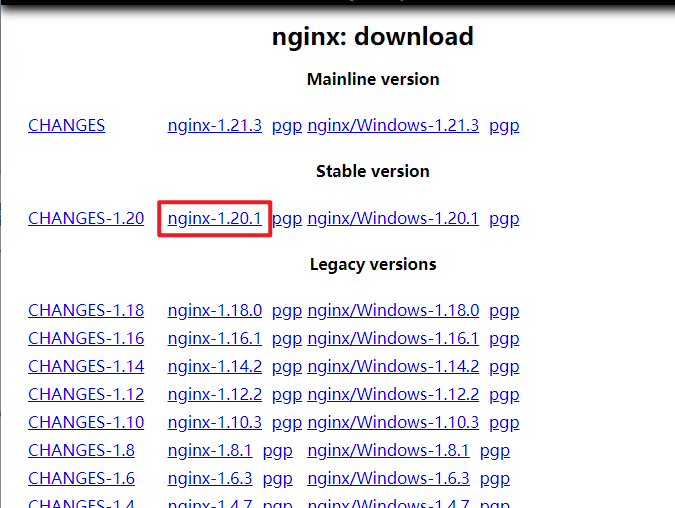 nginx: download
Mainline version
CHANGES nginx-1.21.3 pgp nginx/Windows-1.21.3 pgp
Stable version
CHANGES-1.20 nginx-1.20.1 pgp nginx/Windows-1.20.1 pgp
Legacy versions
CHANGES-1.18 nginx-1.18.0 pgp nginx/Windows-1.18.0 pgp
CHANGES-1.16 nginx-1.16.1 pgp nginx/Windows-1.16.1 pgp
CHANGES-1.14 nginx-1.14.2 pgp nginx/Windows-1.14.2 pgp
CHANGES-1.12 nginx-1.12.2 pgp nginx/Windows-1.12.2 pgp
CHANGES-1.10 nginx-1.10.3 pgp nginx/Windows-1.10.3 pgp
CHANGES-1.8 nginx-1.8.1 pgp nginx/Windows-1.8.1 pgp
CHANGES-1.6 nginx-1.6.3 pgp nginx/Windows-1.6.3 pgp
CHANGES-1.4 nginx-1.4.7 pgp nginx/Windows-1.4.7 pgp